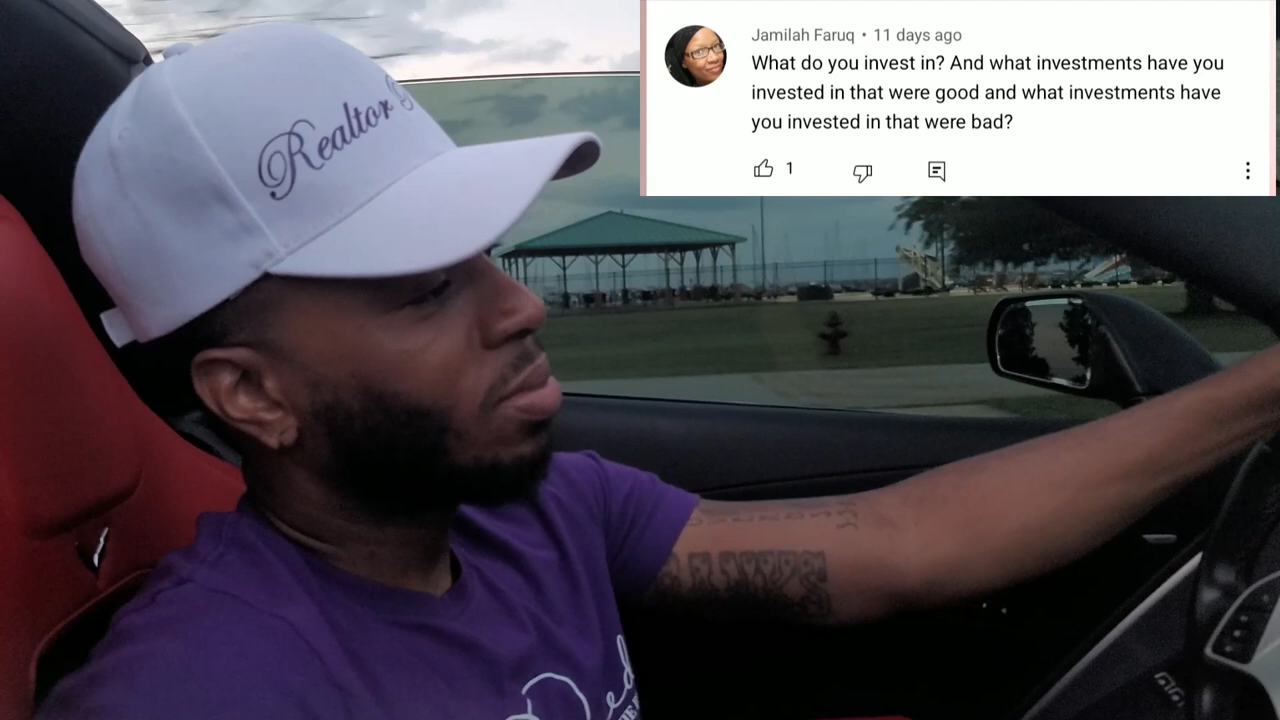 Jamilah Faruq • 11 days ago
What do you invest in? And what investments have you
invested in that were good and what investments have
you invested in that were bad?
1
Realtor